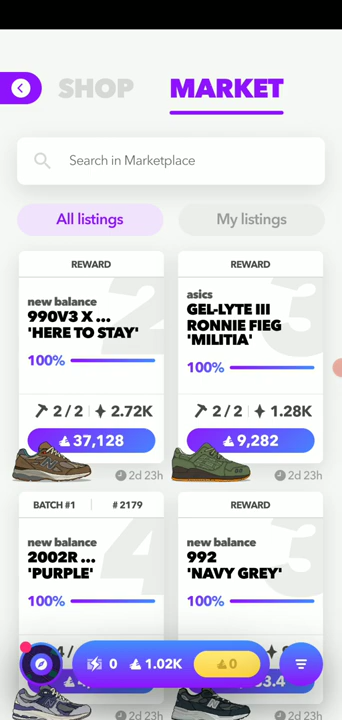 SHOP MARKET
Search in Marketplace
All listings My listings
REWARD
new balance
990V3 X ...
'HERE TO STAY'
100%
2 / 2 2.72K
37,128
2d 23h
REWARD
asics
GEL-LYTE III
RONNIE FIEG
'MILITIA'
100%
2 / 2 1.28K
9,282
2d 23h
BATCH #1 # 2179
new balance
2002R ...
'PURPLE'
100%
2d 23h
REWARD
new balance
992
'NAVY GREY'
100%
2d 23h
0 1.02K 0